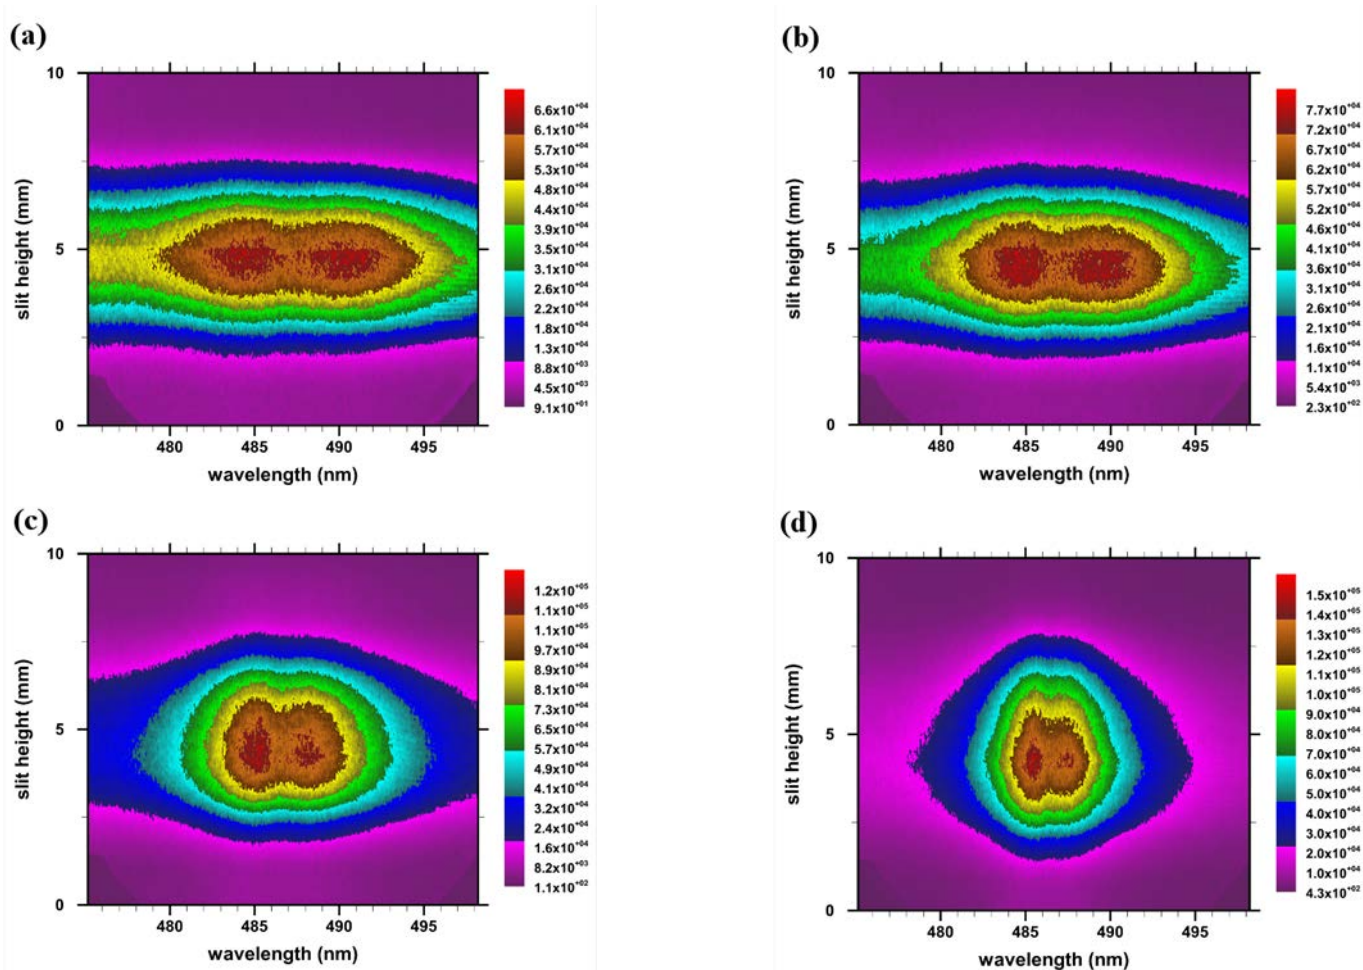 (a)
10
5
0
slit height (mm)
480 485 490 495
wavelength (nm)
6.6x10+04
6.1x10+04
5.7x10+04
5.3x10+04
4.8x10+04
4.4x10+04
3.9x10+04
3.5x10+04
3.1x10+04
2.2x10+04
1.8x10+04
1.3x10+04
8.8x10+03
4.5x10+03
9.1x10+01
(b)
10
5
0
slit height (mm)
480 485 490 495
wavelength (nm)
7.7x10+04
7.2x10+04
6.7x10+04
6.2x10+04
5.7x10+04
5.2x10+04
4.6x10+04
4.1x10+04
3.6x10+04
3.1x10+04
2.6x10+04
2.1x10+04
1.6x10+04
1.1x10+04
5.4x10+03
2.3x10+02
(c)
10
5
0
slit height (mm)
480 485 490 495
wavelength (nm)
1.2x10+05
1.1x10+05
1.1x10+05
9.7x10+04
8.9x10+04
8.1x10+04
7.3x10+04
6.5x10+04
5.7x10+04
4.9x10+04
4.1x10+04
3.2x10+04
2.4x10+04
1.6x10+04
8.2x10+03
1.1x10+02
(d)
10
5
0
slit height (mm)
480 485 490 495
wavelength (nm)
1.5x10+05
1.4x10+05
1.3x10+05
1.2x10+05
1.1x10+05
1.0x10+05
9.0x10+04
8.0x10+04
7.0x10+04
6.0x10+04
5.0x10+04
4.0x10+04
3.0x10+04
2.0x10+04
1.0x10+04
4.3x10+02